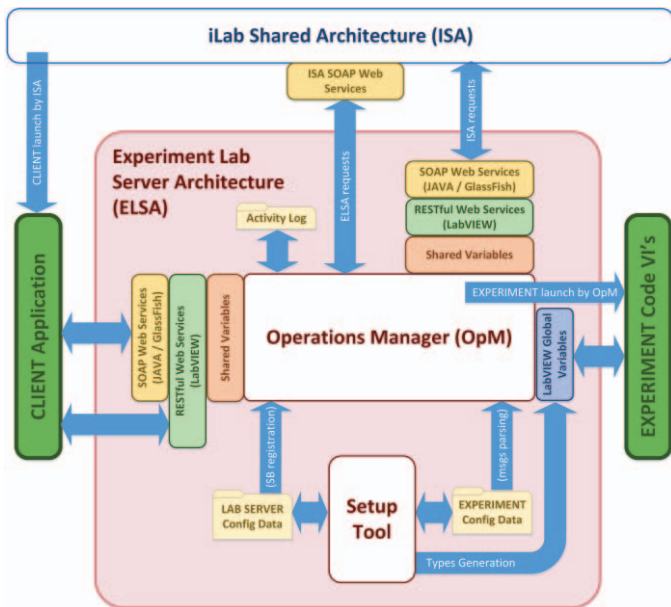 iLab Shared Architecture (ISA)
CLIENT launch by ISA
ISA SOAP Web
Services
ISA requests
ELSA requests
Experiment Lab
Server Architecture
(ELSA)
Activity Log
SOAP Web Services
(JAVA / GlassFish)
RESTful Web Services
(LabVIEW)
Shared Variables
CLIENT Application
SOAP Web Services
(JAVA / GlassFish)
RESTful Web Services
(LabVIEW)
Shared Variables
Operations Manager (OpM)
EXPERIMENT launch by OpM
LabVIEW Global
Variables
EXPERIMENT Code VI's
(SB registration)
(msgs parsing)
LAB SERVER
Config Data
Setup
Tool
EXPERIMENT
Config Data
Types Generation